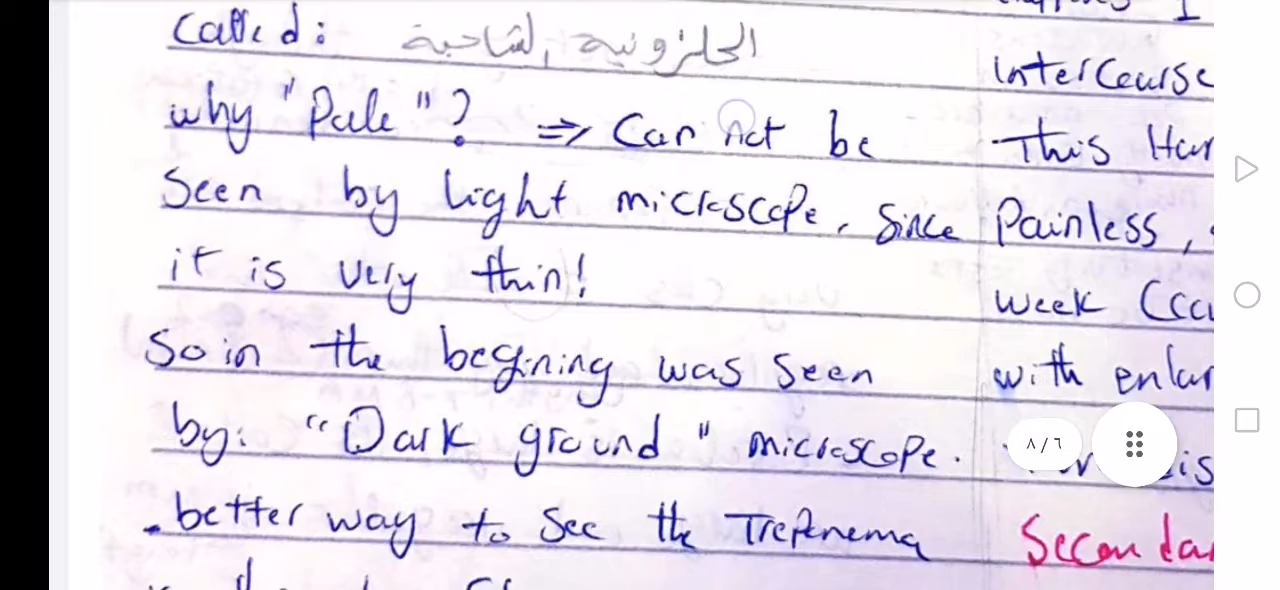 called: الحلزونية الشاحبة
why "Pale"? ⇒ Can not be
seen by light microscope, since
it is very thin!
So in the begining was seen
by: "Dark ground" microscope.
. better way to see the Treponema
intercourse
This Har
Painless,
week
with enlar
Secondar
٨/٦